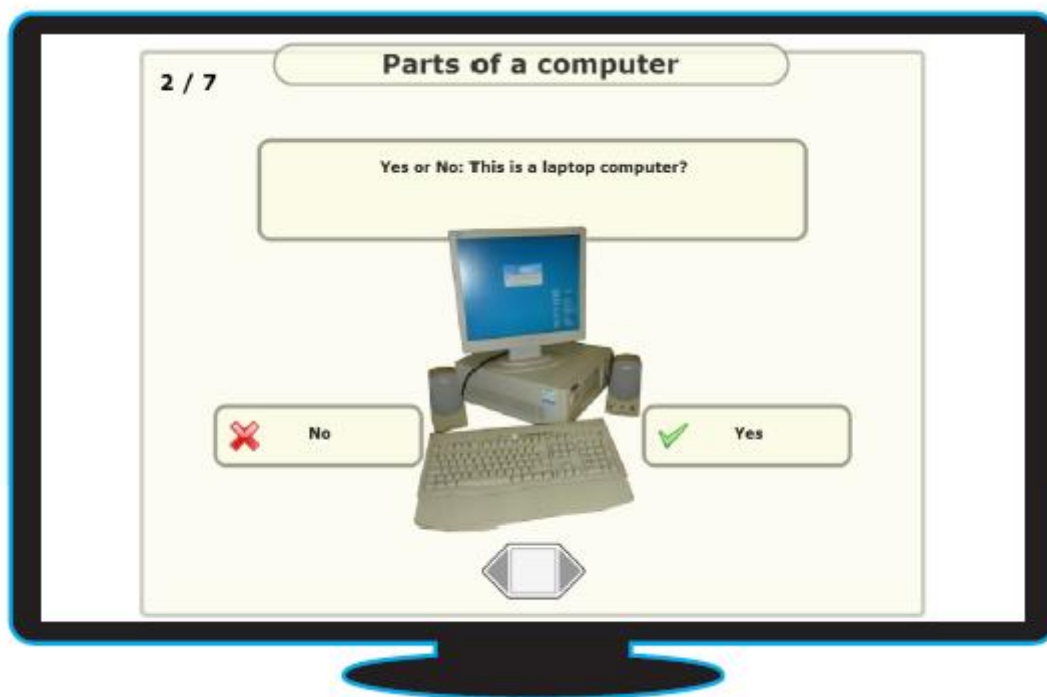 Parts of a computer
2 / 7
Yes or No: This is a laptop computer?
No
Yes